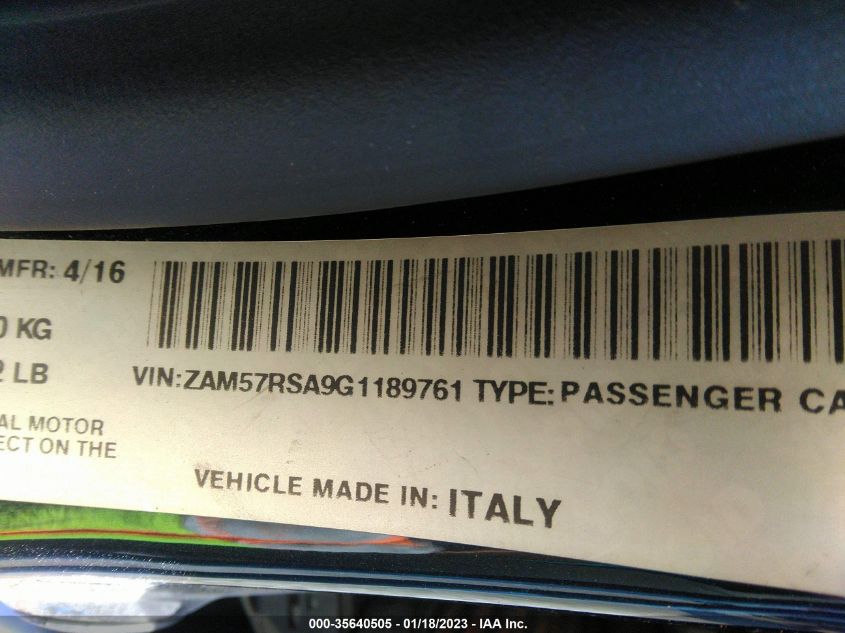 MFR: 4/16
0 KG
2 LB
VIN:ZAM57RSA9G1189761 TYPE:PASSENGER CA
AL MOTOR
ECT ON THE
VEHICLE MADE IN: ITALY
000-35640505 - 01/18/2023 - IAA Inc.